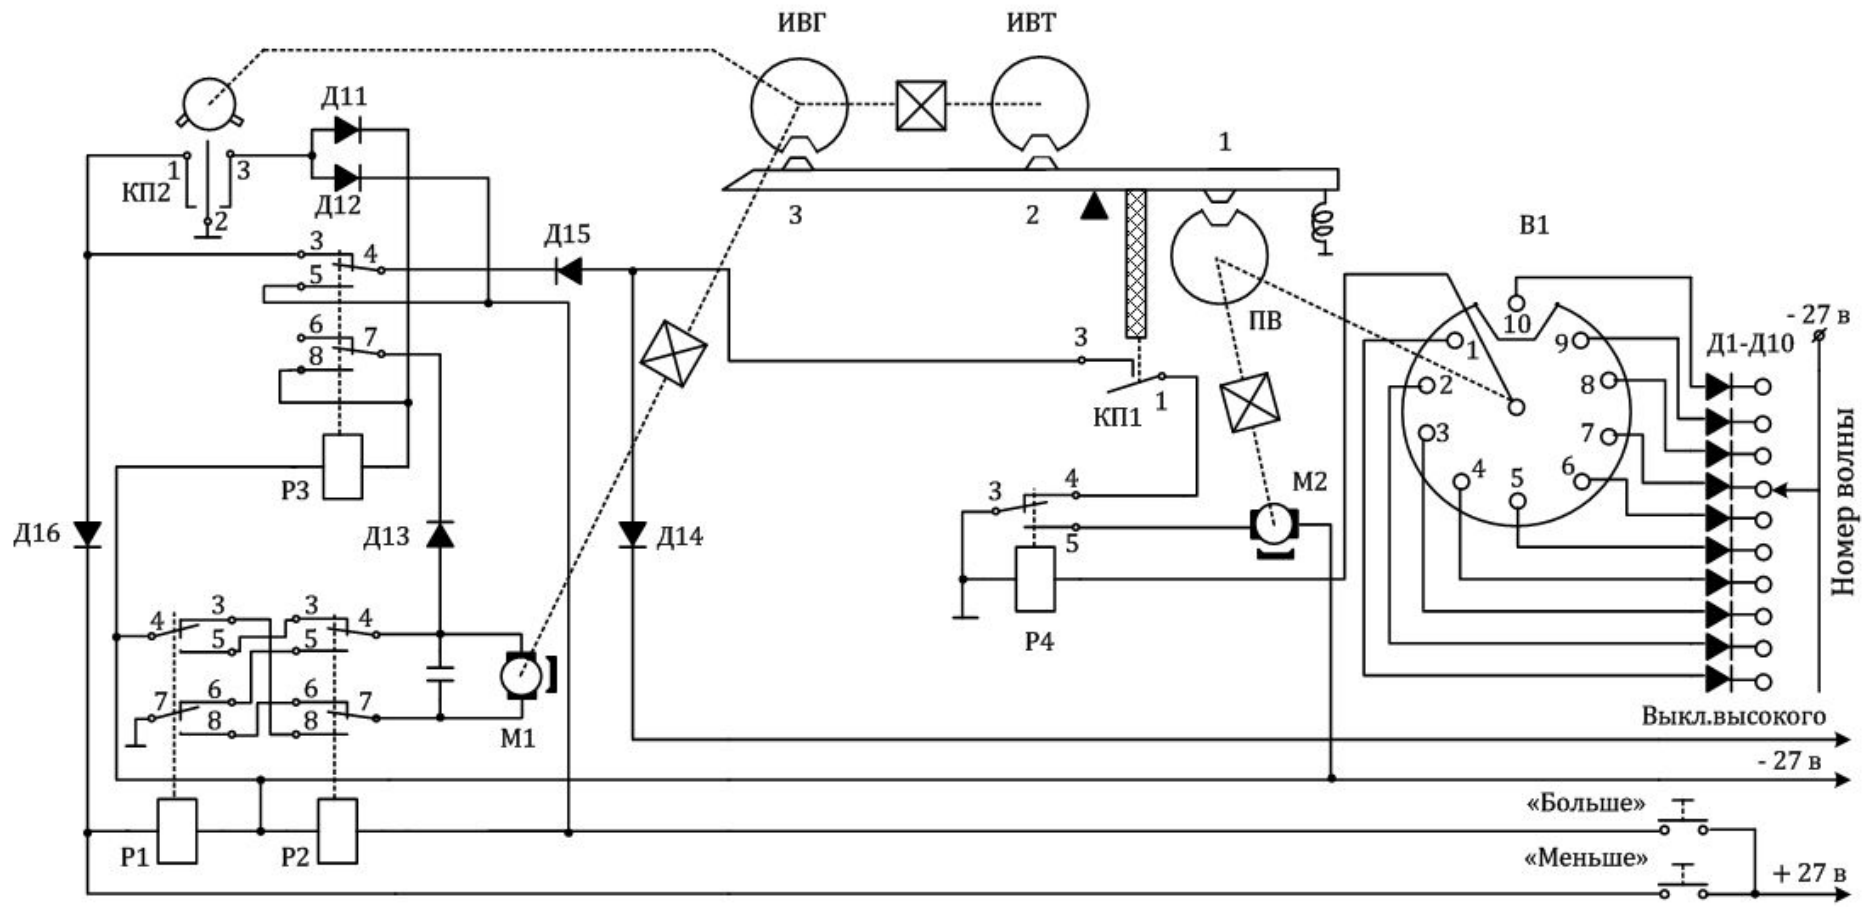 ИВГ ИВТ
Д11
1 3
КП2
Д12
2
1
3 2
В1
3 4
Д15
5
ПВ
10
- 27 в
6 7
8
3
1 9
Д1-Д10
2 8
КП1 1
3 7
Р3
4 5 6
М2
3 4
5
Номер волны
Д16 Д13 Д14
Р4
4 3 3 4
5 5
7 6 6 7
8 8
М1
Выкл.высокого
- 27 в
«Больше»
Р1 Р2
«Меньше»
+ 27 в